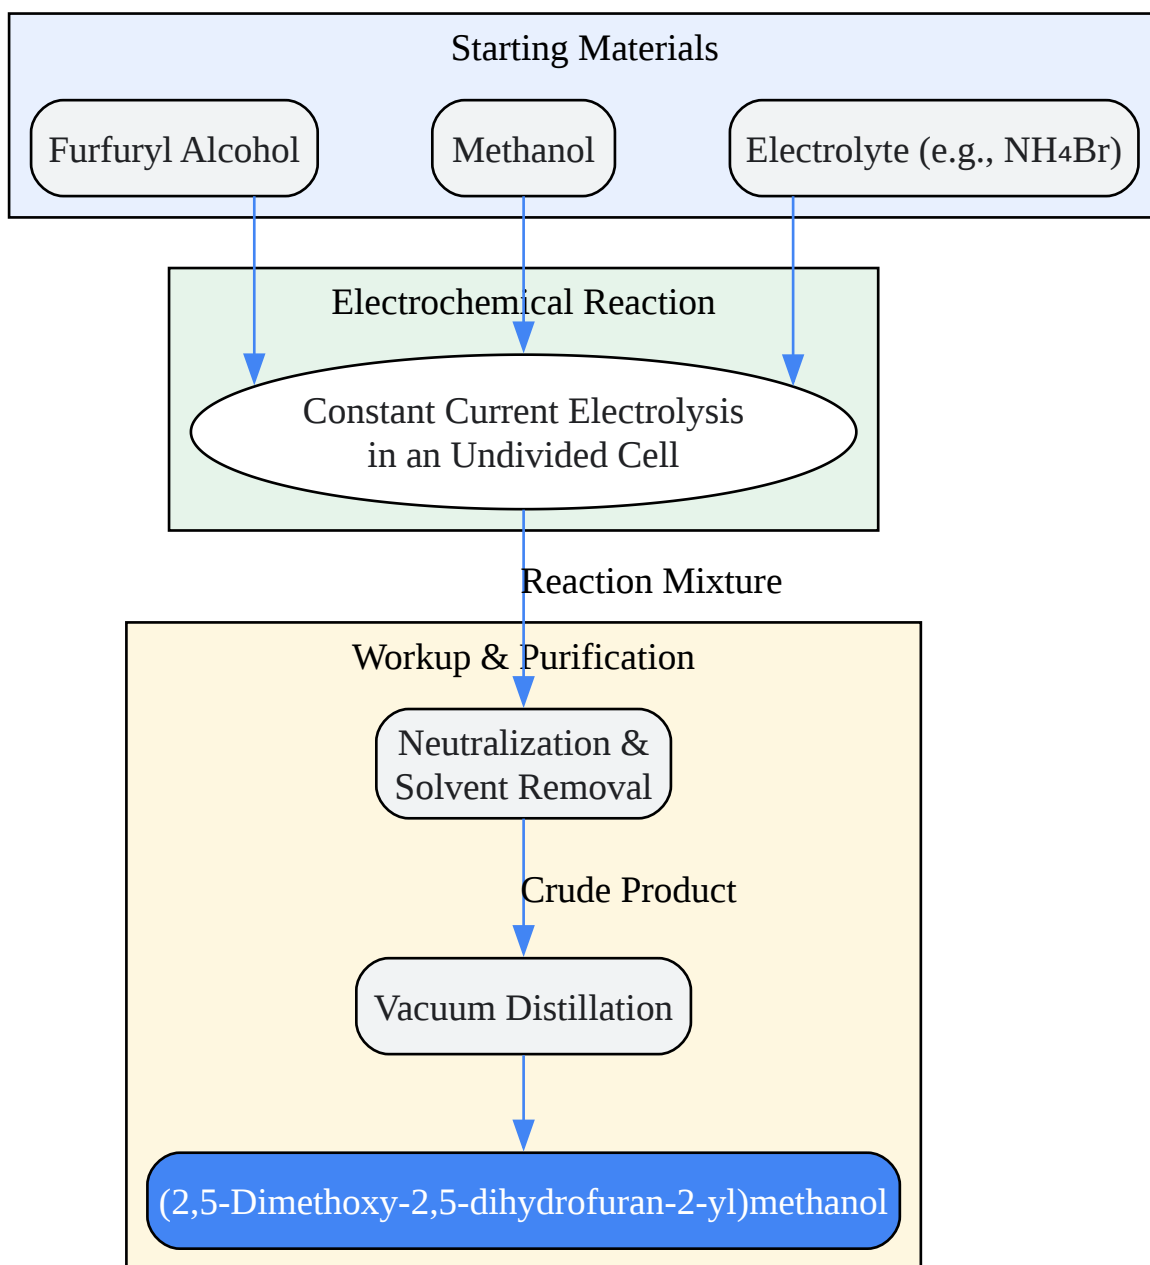 Starting Materials
Furfuryl Alcohol
Methanol
Electrolyte (e.g., NH₄Br)
Electrochemical Reaction
Constant Current Electrolysis
in an Undivided Cell
Reaction Mixture
Workup & Purification
Neutralization &
Solvent Removal
Crude Product
Vacuum Distillation
(2,5-Dimethoxy-2,5-dihydrofuran-2-yl)methanol